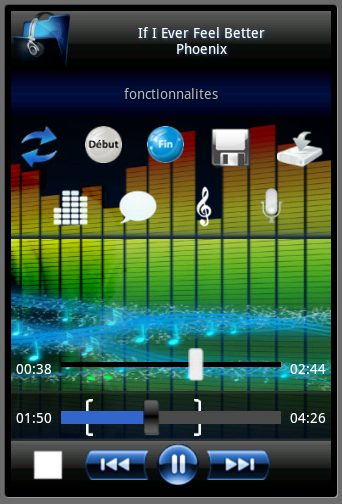 If I Ever Feel Better
Phoenix
fonctionnalites
Début
Fin
00:38
02:44
01:50
04:26